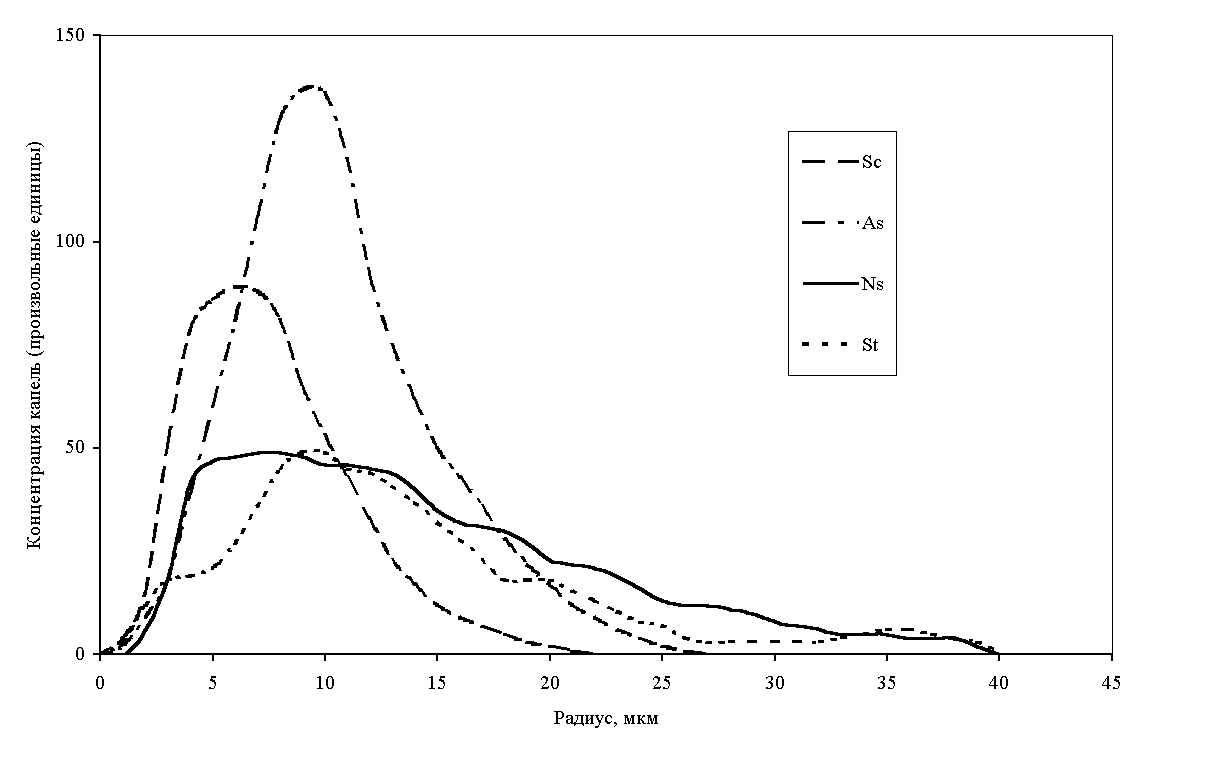 150
100
50
0
Концентрация капель (произвольные единицы)
Sc
As
Ns
St
0 5 10 15 20 25 30 35 40 45
Радиус, мкм